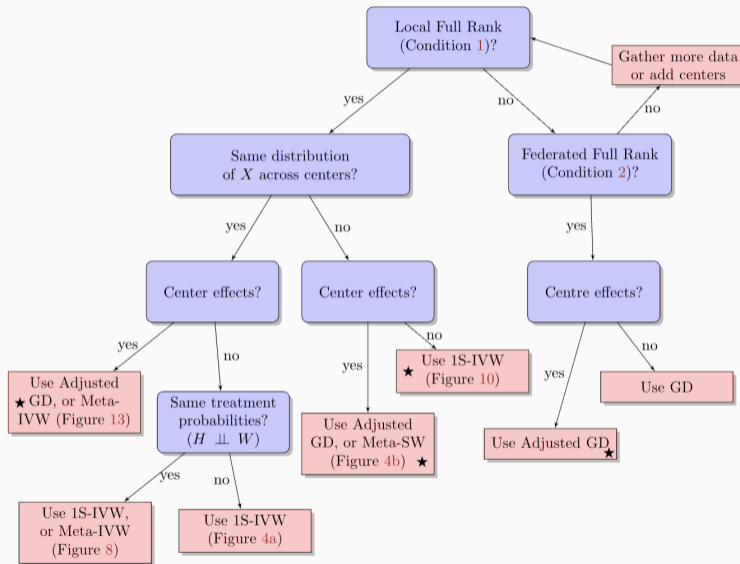 Local Full Rank
(Condition 1)?
Gather more data
or add centers
yes
no
no
Same distribution
of X across centers?
Federated Full Rank
(Condition 2)?
yes
no
yes
Center effects?
Center effects?
Centre effects?
yes
no
yes
no
yes
no
Use Adjusted
★ GD, or Meta-
IVW (Figure 13)
Same treatment
probabilities?
(H ⊥⊥ W)
★ Use 1S-IVW
(Figure 10)
Use GD
Use Adjusted
GD, or Meta-SW
(Figure 4b) ★
Use Adjusted GD ★
yes
no
Use 1S-IVW,
or Meta-IVW
(Figure 8)
Use 1S-IVW
(Figure 4a)